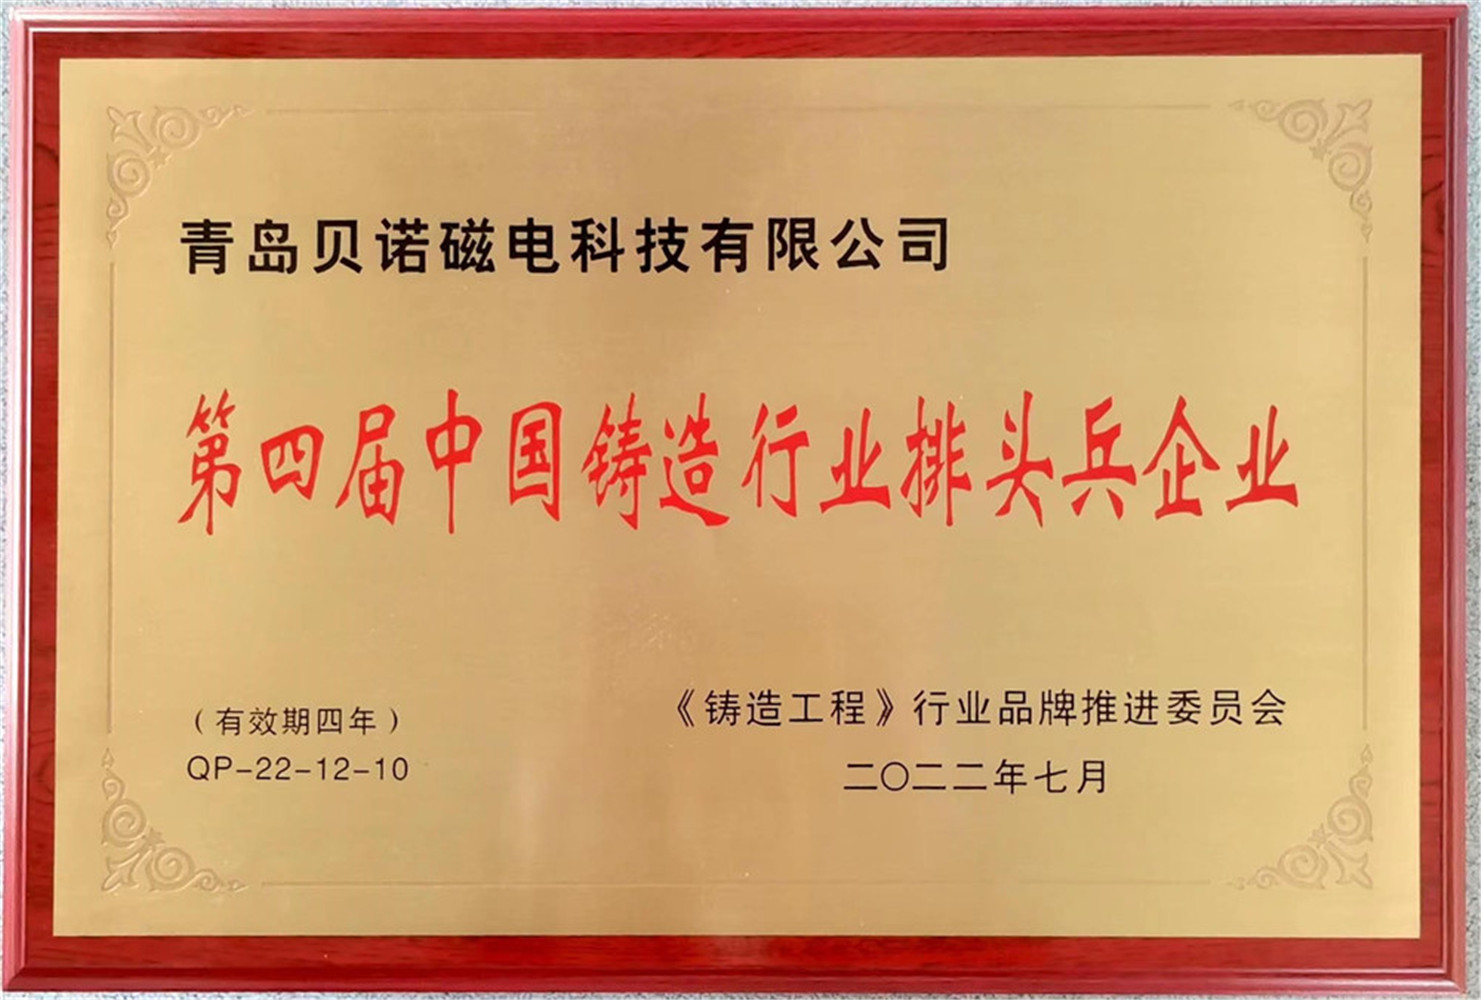 青岛贝诺磁电科技有限公司
第四届中国铸造行业排头兵企业
（有效期四年）
QP-22-12-10
《铸造工程》行业品牌推进委员会
二〇二二年七月